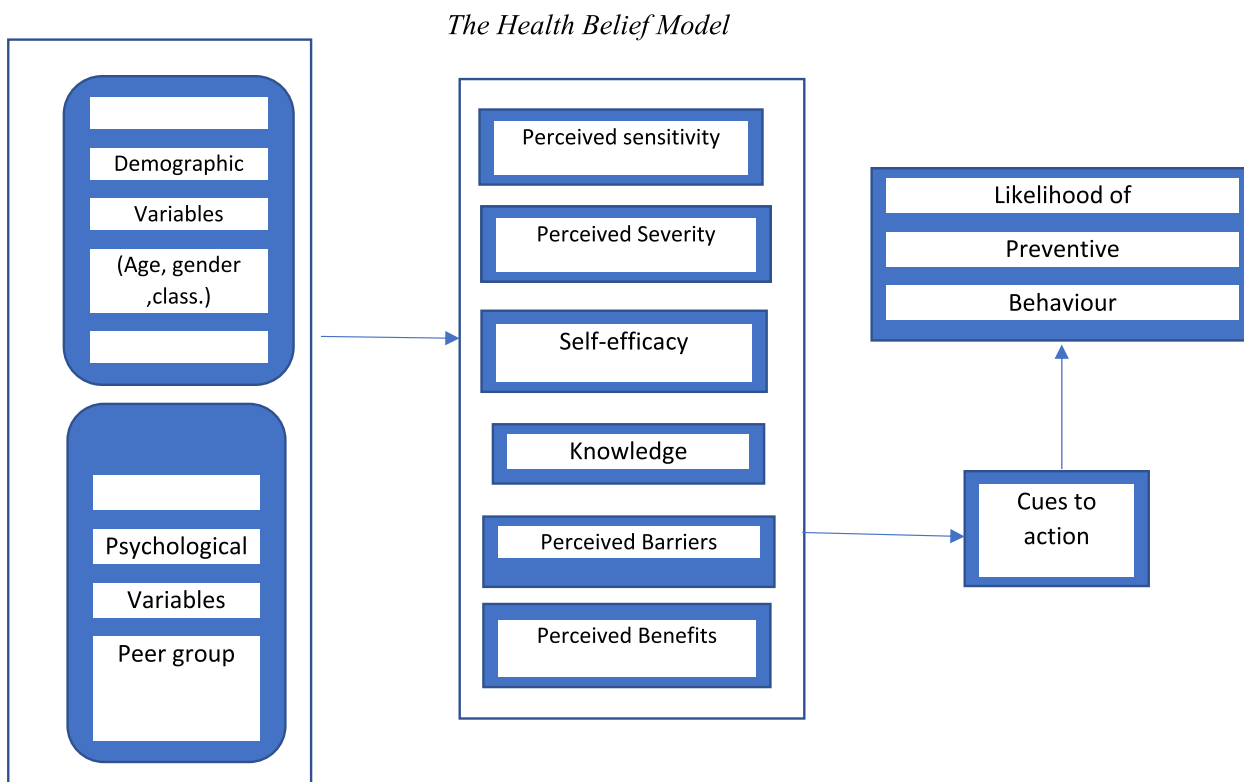 The Health Belief Model
Demographic
Variables
(Age, gender
,class.)
Psychological
Variables
Peer group
Perceived sensitivity
Perceived Severity
Self-efficacy
Knowledge
Perceived Barriers
Perceived Benefits
Cues to
action
Likelihood of
Preventive
Behaviour